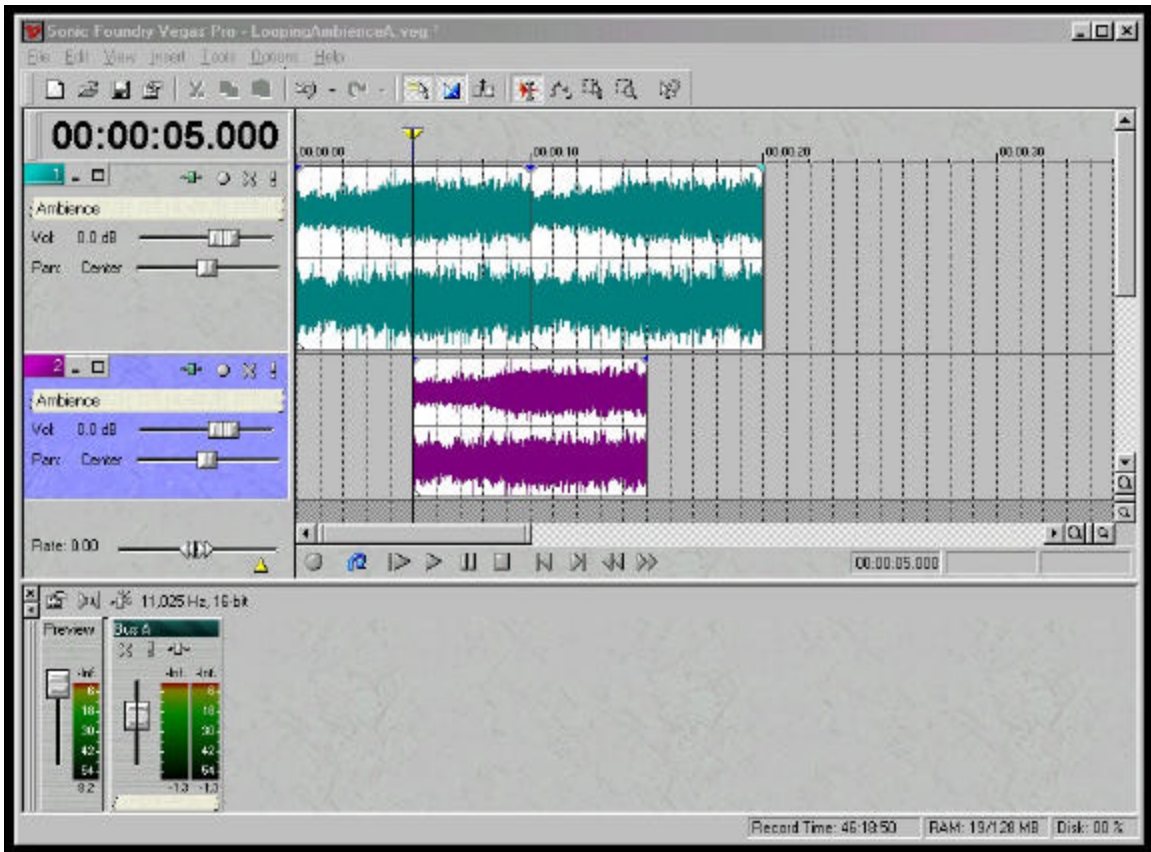 Sonic Foundry Vegas Pro - LoopingAmbienceA.veg *
File Edit View Insert Tools Options Help
00:00:05.000
00:00:00 00:00:10 00:00:20 00:00:30
1
Ambience
Vol: 0.0 dB
Pan: Center
2
Ambience
Vol: 0.0 dB
Pan: Center
Rate: 0.00
00:00:05.000
11,025 Hz, 16-bit
Preview Bus A
-Inf. -Inf. -Inf.
6 6
18 18
30 30
42 42
54 54
8.2 -1.3 -1.3
Record Time: 46:18:50 RAM: 19/128 MB Disk: 00 %